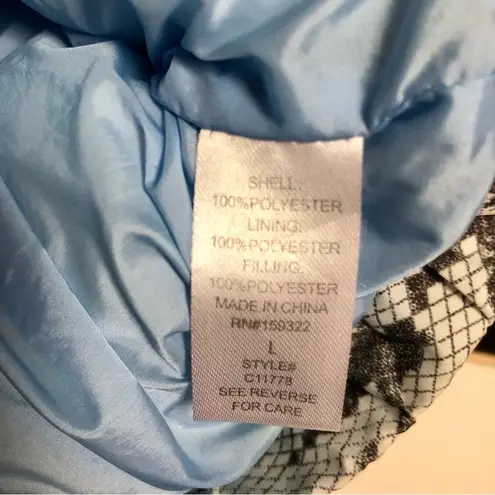 SHELL:
100%POLYESTER
LINING:
100%POLYESTER
FILLING:
100%POLYESTER
MADE IN CHINA
RN#159322
L
STYLE#
C11778
SEE REVERSE
FOR CARE